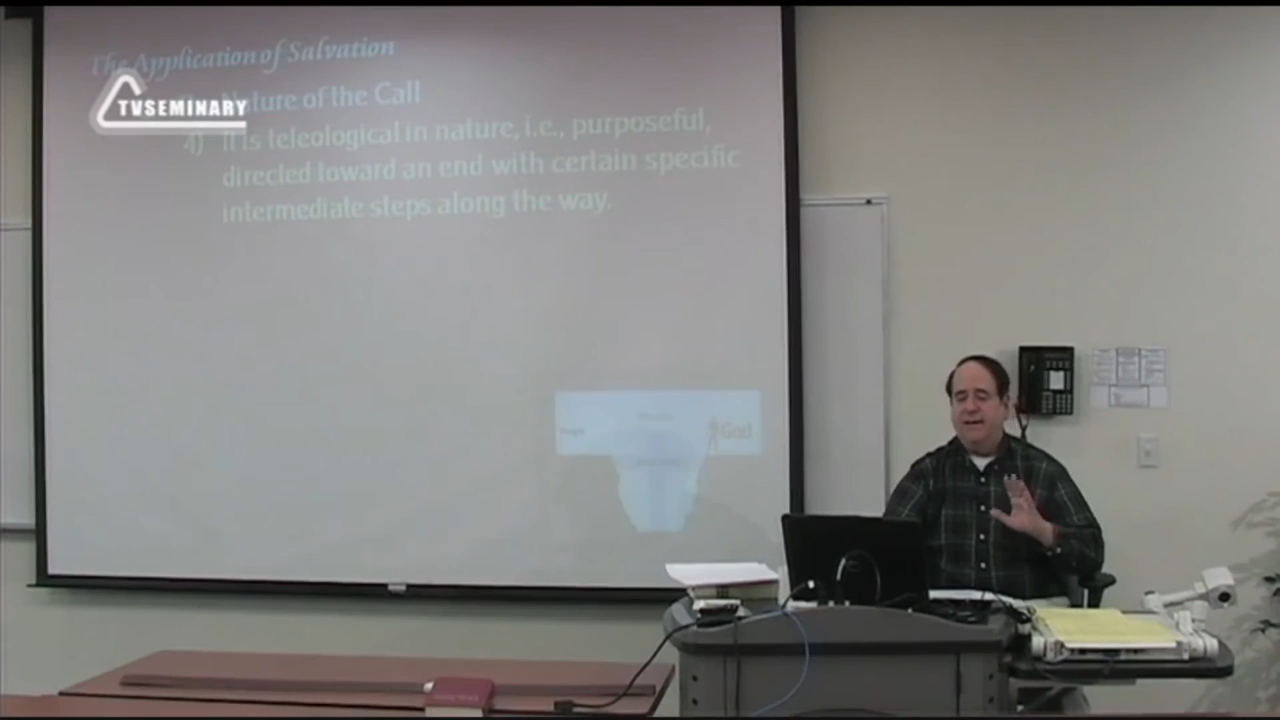 The Application of Salvation
TVSEMINARY
Nature of the Call
4) It is teleological in nature, i.e., purposeful,
directed toward an end with certain specific
intermediate steps along the way.
God